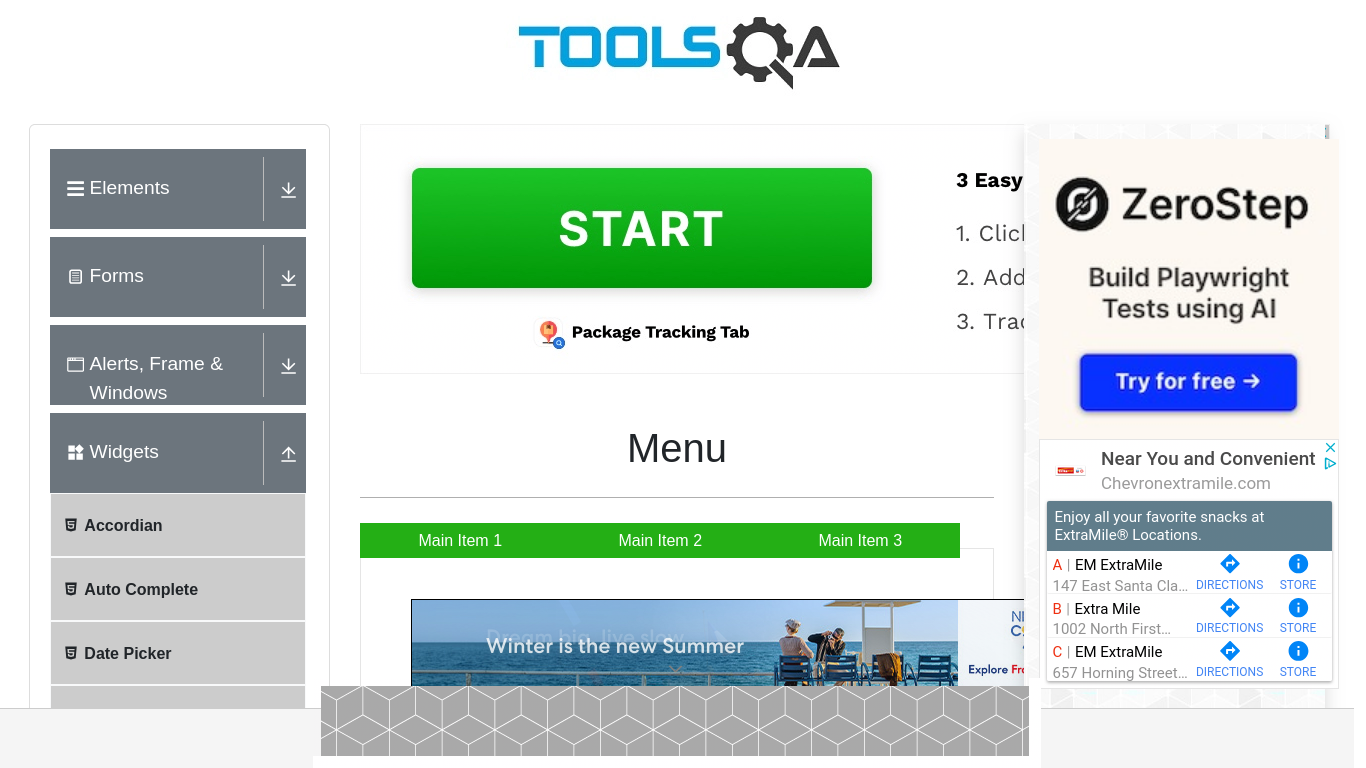 TOOLSQA
Elements
Forms
Alerts, Frame &
Windows
Widgets
Accordian
Auto Complete
Date Picker
START
Package Tracking Tab
3 Easy
1. Click
2. Add
3.
Menu
Main Item 1
Main Item 2
Main Item 3
Dream big, live slow
Winter is the new Summer
Explore
ZeroStep
Build Playwright
Tests using AI
Try for free →
Near You and Convenient
Chevronextramile.com
Enjoy all your favorite snacks at
ExtraMile® Locations.
A | EM ExtraMile
147 East Santa Cla...
DIRECTIONS
STORE
B | Extra Mile
1002 North First...
DIRECTIONS
STORE
C | EM ExtraMile
657 Horning Street...
DIRECTIONS
STORE